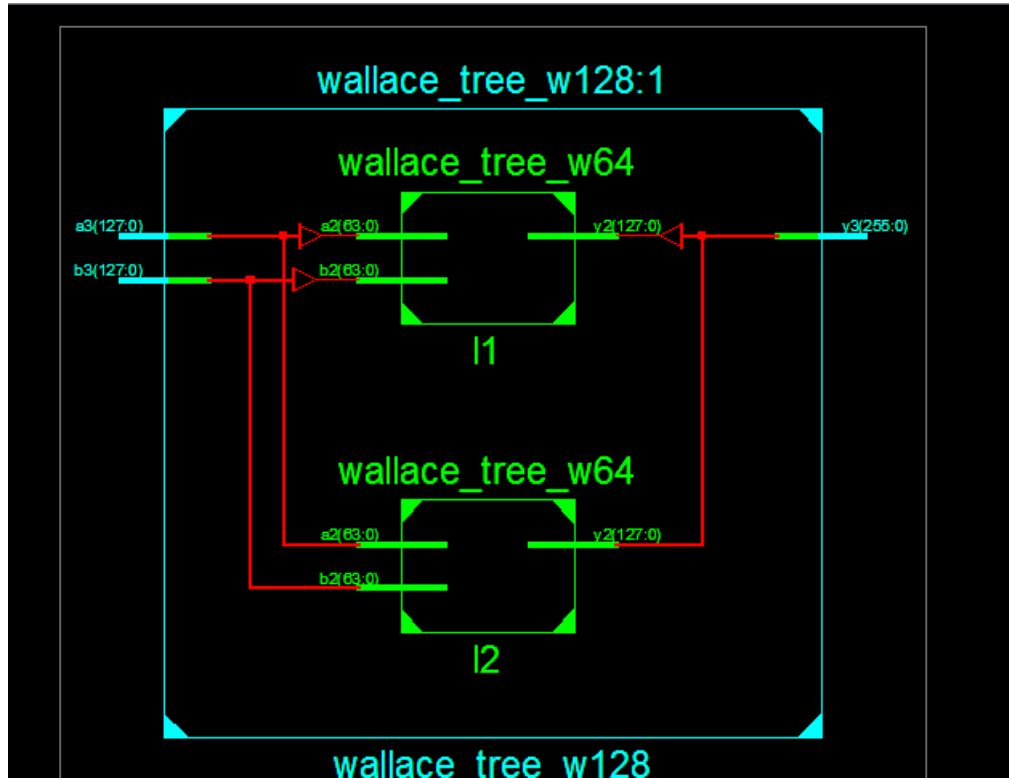 wallace_tree_w128:1
wallace_tree_w64
a3(127:0) a2(63:0) y2(127:0) y3(255:0)
b3(127:0) b2(63:0)
l1
wallace_tree_w64
a2(63:0) y2(127:0)
b2(63:0)
l2
wallace_tree_w128